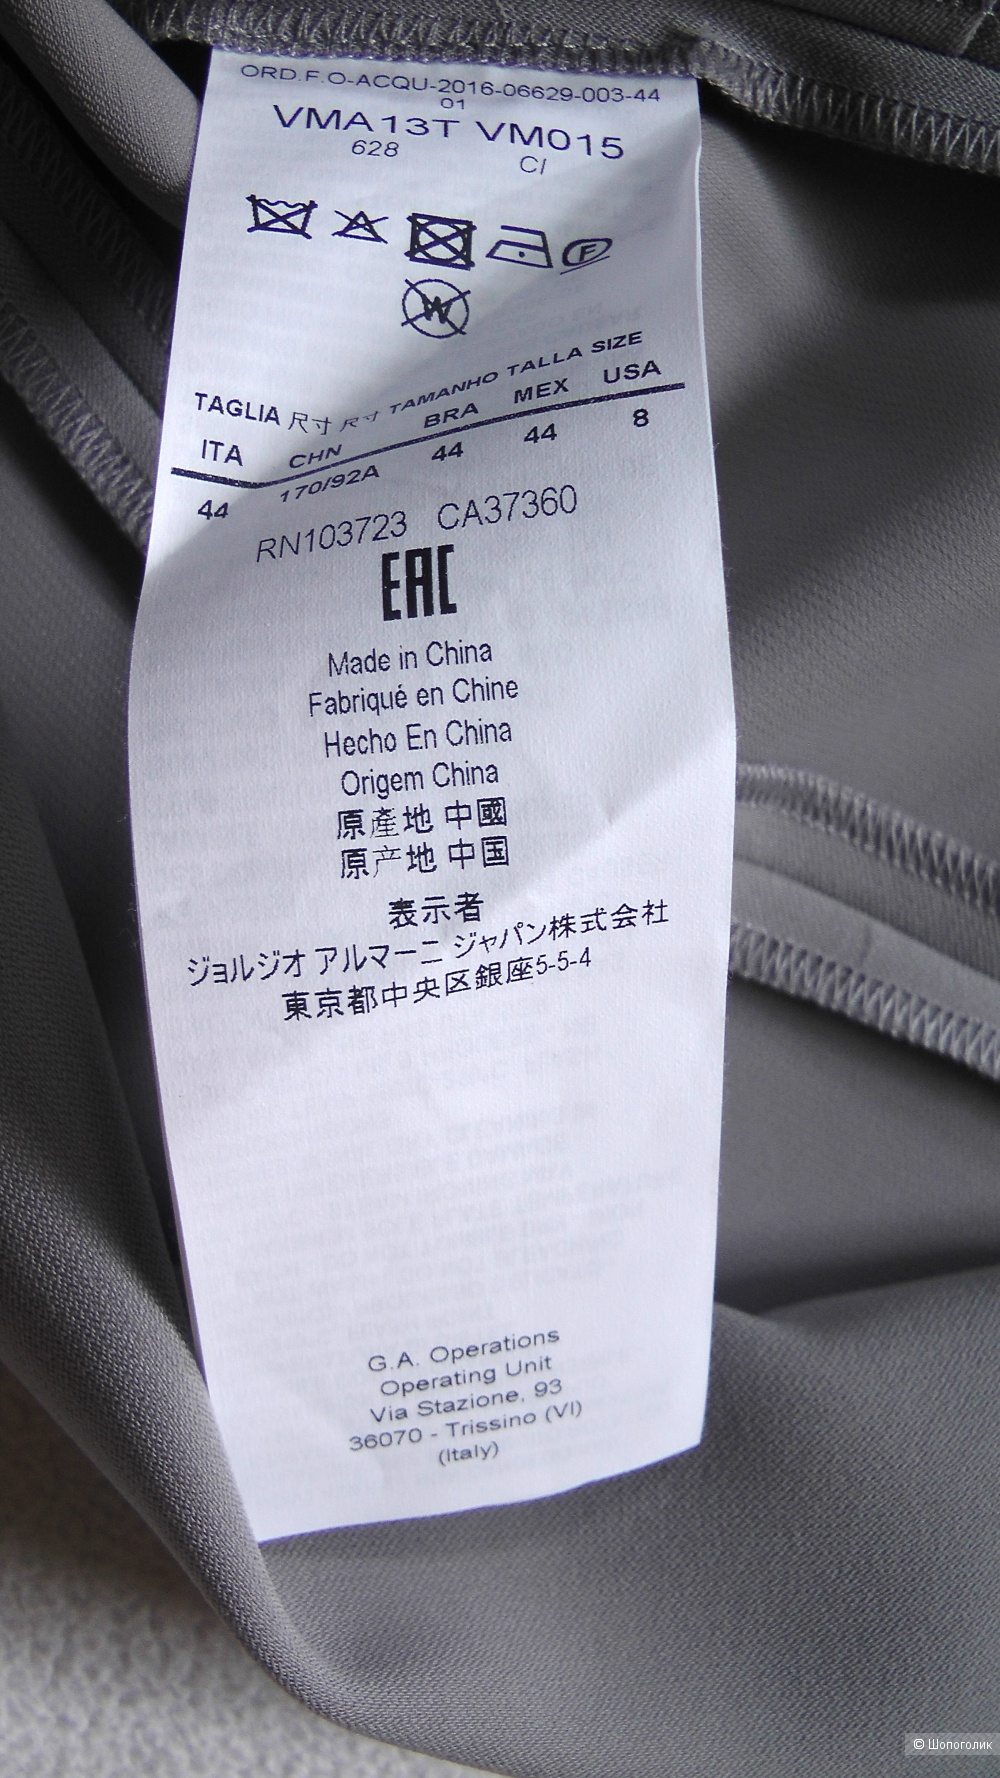 ORD.F.O-ACQU-2016-06629-003-44
01
VMA13T VM015
628 CI
F
W
TAGLIA 尺寸 尺寸 TAMANHO TALLA SIZE
ITA CHN BRA MEX USA
44 170/92A 44 44 8
RN103723 CA37360
EAC
Made in China
Fabriqué en Chine
Hecho En China
Origem China
原產地 中國
原产地 中国
表示者
ジョルジオ アルマーニ ジャパン株式会社
東京都中央区銀座5-5-4
G.A. Operations
Operating Unit
Via Stazione, 93
36070 - Trissino (VI)
(Italy)
© Шопоголик